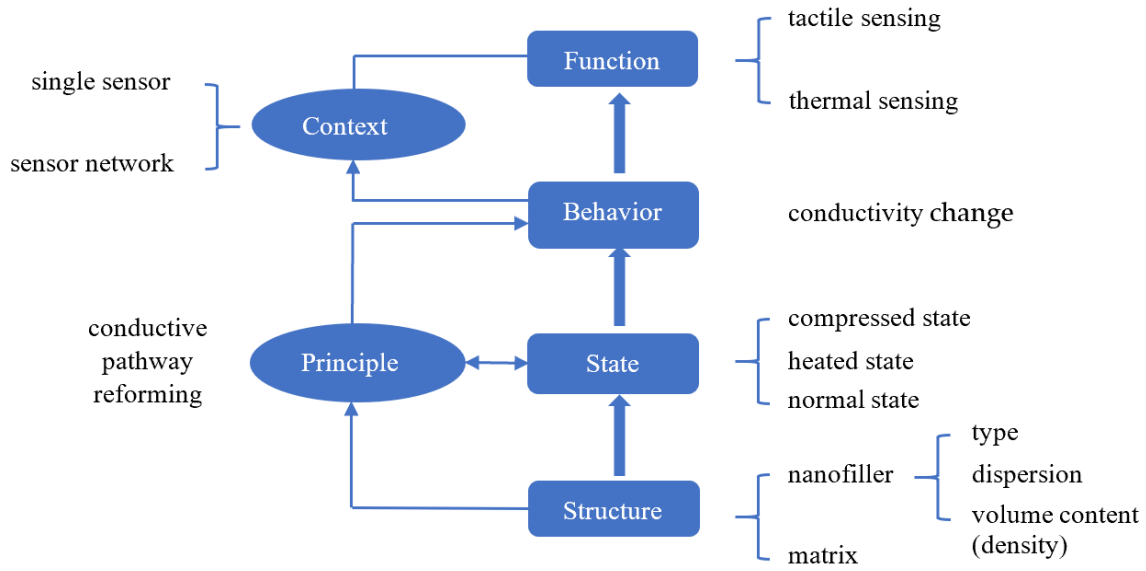 tactile sensing
Function
single sensor
thermal sensing
Context
sensor network
Behavior
conductivity change
compressed state
conductive
pathway
reforming
Principle
State
heated state
normal state
type
nanofiller
dispersion
Structure
volume content
(density)
matrix